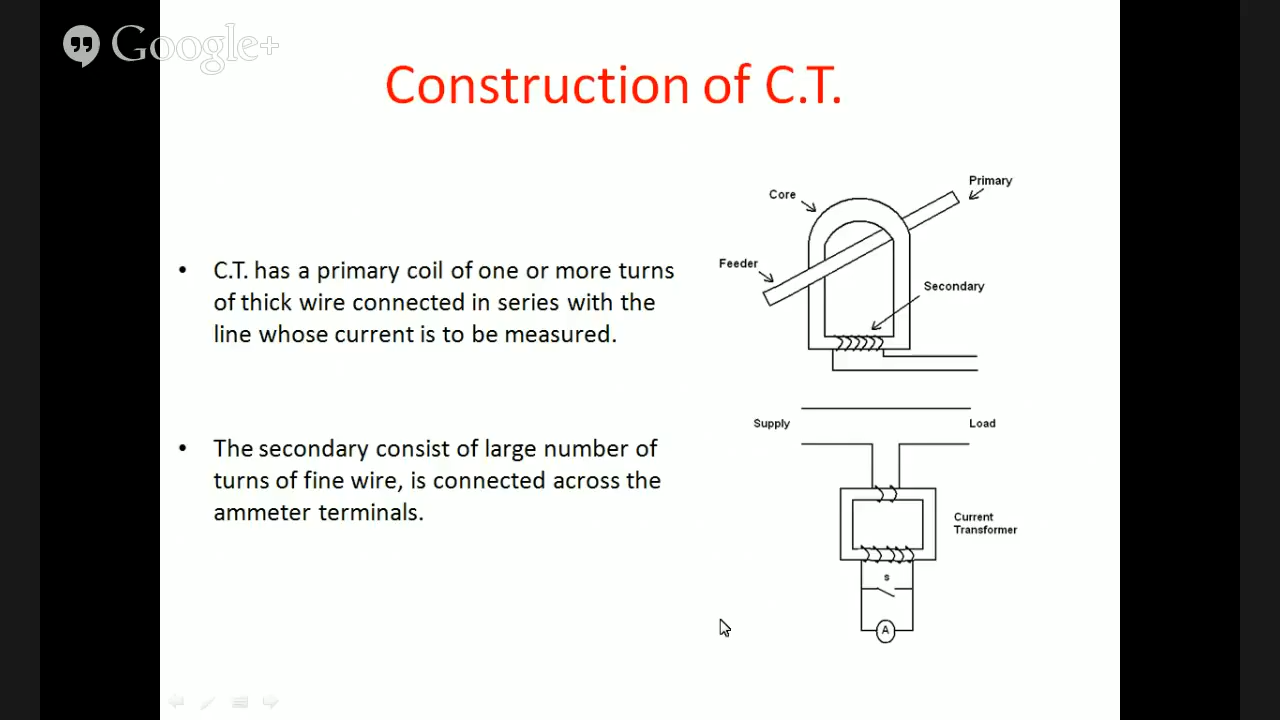 Google+
Construction of C.T.
• C.T. has a primary coil of one or more turns
of thick wire connected in series with the
line whose current is to be measured.
• The secondary consist of large number of
turns of fine wire, is connected across the
ammeter terminals.
Primary
Core
Feeder
Secondary
Supply
Load
Current
Transformer
s
A